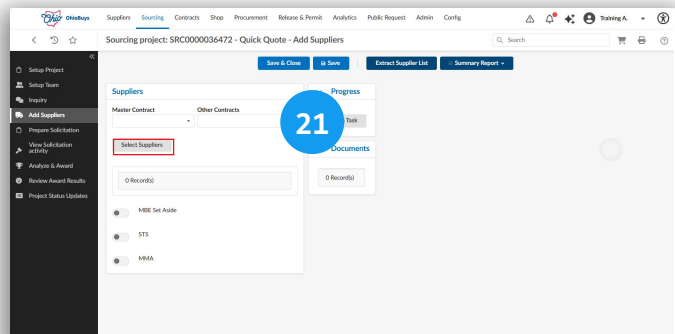 Ohio OhioBuys Suppliers Sourcing Contracts Shop Procurement Release & Permit Analytics Public Request Admin Config Training A.
Sourcing project: SRC0000036472 - Quick Quote - Add Suppliers Search
Save & Close Save Extract Supplier List Summary Report
Setup Project
Setup Team
Inquiry
Add Suppliers
Prepare Solicitation
View Solicitation
activity
Analyze & Award
Review Award Results
Project Status Updates
Suppliers
Master Contract Other Contracts
Select Suppliers
0 Record(s)
MBE Set Aside
STS
MMA
21
Progress
Task
Documents
0 Record(s)